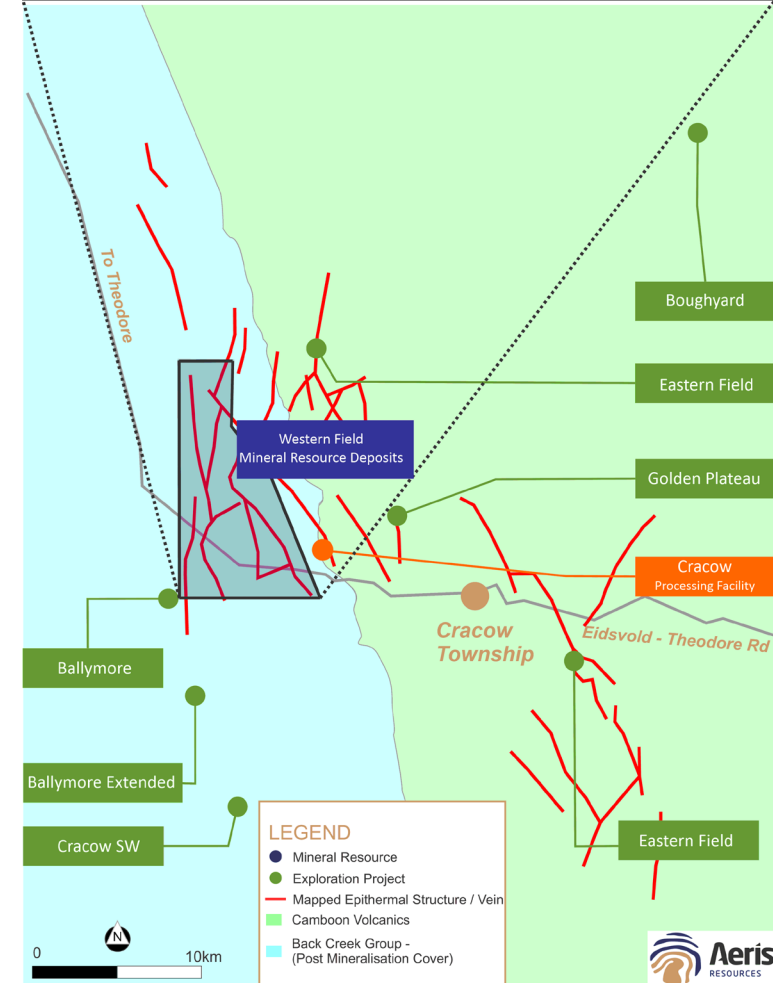 To Theodore
Boughyard
Eastern Field
Western Field
Mineral Resource Deposits
Golden Plateau
Cracow
Processing Facility
Cracow
Township
Eidsvold - Theodore Rd
Ballymore
Ballymore Extended
Cracow SW
Eastern Field
LEGEND
Mineral Resource
Exploration Project
Mapped Epithermal Structure / Vein
Camboon Volcanics
Back Creek Group -
(Post Mineralisation Cover)
N
0 10km
Aeris
RESOURCES